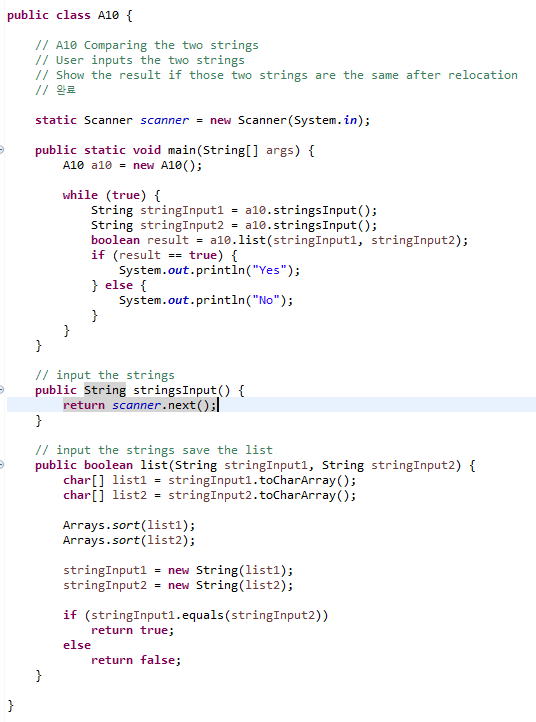 public class A10 {
// A10 Comparing the two strings
// User inputs the two strings
// Show the result if those two strings are the same after relocation
// 완료
static Scanner scanner = new Scanner(System.in);
public static void main(String[] args) {
A10 a10 = new A10();
while (true) {
String stringInput1 = a10.stringsInput();
String stringInput2 = a10.stringsInput();
boolean result = a10.list(stringInput1, stringInput2);
if (result == true) {
System.out.println("Yes");
} else {
System.out.println("No");
}
}
}
// input the strings
public String stringsInput() {
return scanner.next();
}
// input the strings save the list
public boolean list(String stringInput1, String stringInput2) {
char[] list1 = stringInput1.toCharArray();
char[] list2 = stringInput2.toCharArray();
Arrays.sort(list1);
Arrays.sort(list2);
stringInput1 = new String(list1);
stringInput2 = new String(list2);
if (stringInput1.equals(stringInput2))
return true;
else
return false;
}
}